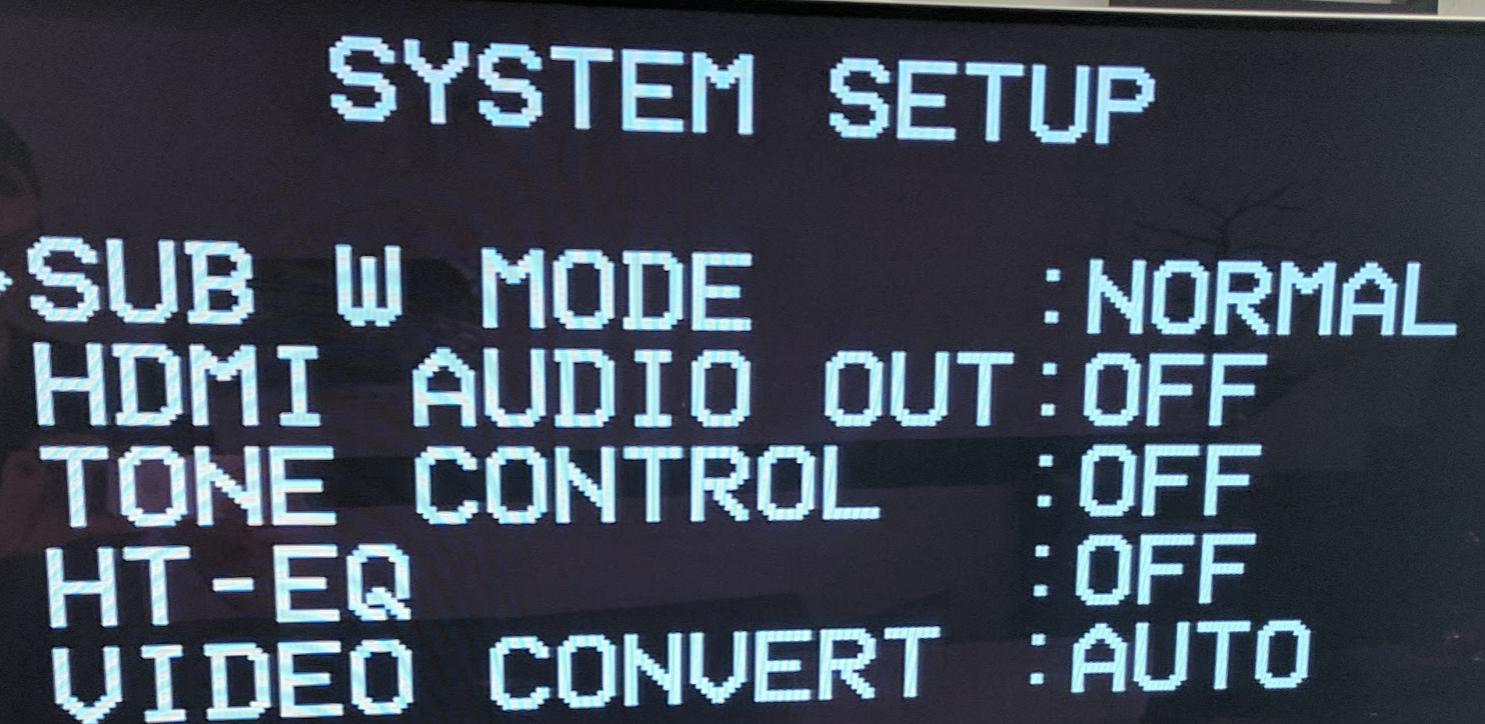 SYSTEM SETUP
SUB W MODE :NORMAL
HDMI AUDIO OUT:OFF
TONE CONTROL :OFF
HT-EQ :OFF
VIDEO CONVERT :AUTO